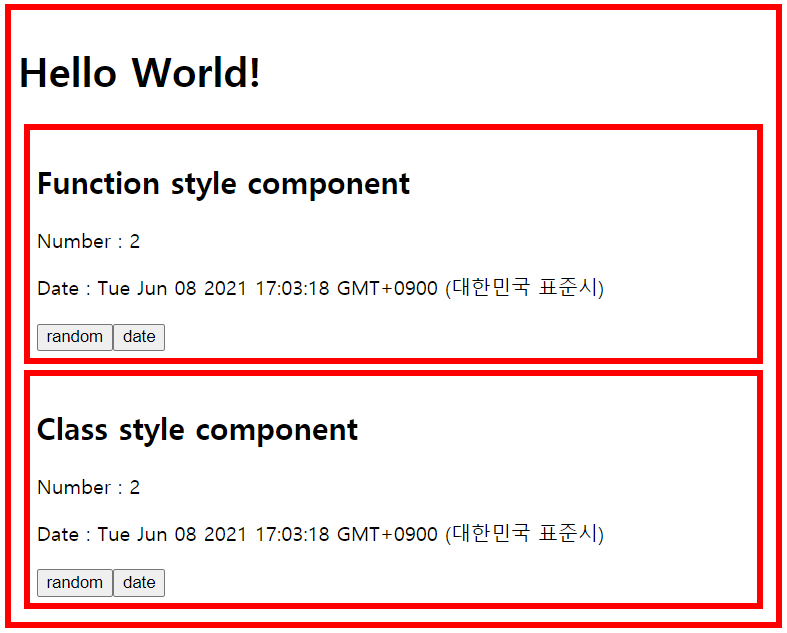 Hello World!
Function style component
Number : 2
Date : Tue Jun 08 2021 17:03:18 GMT+0900 (대한민국 표준시)
random date
Class style component
Number : 2
Date : Tue Jun 08 2021 17:03:18 GMT+0900 (대한민국 표준시)
random date